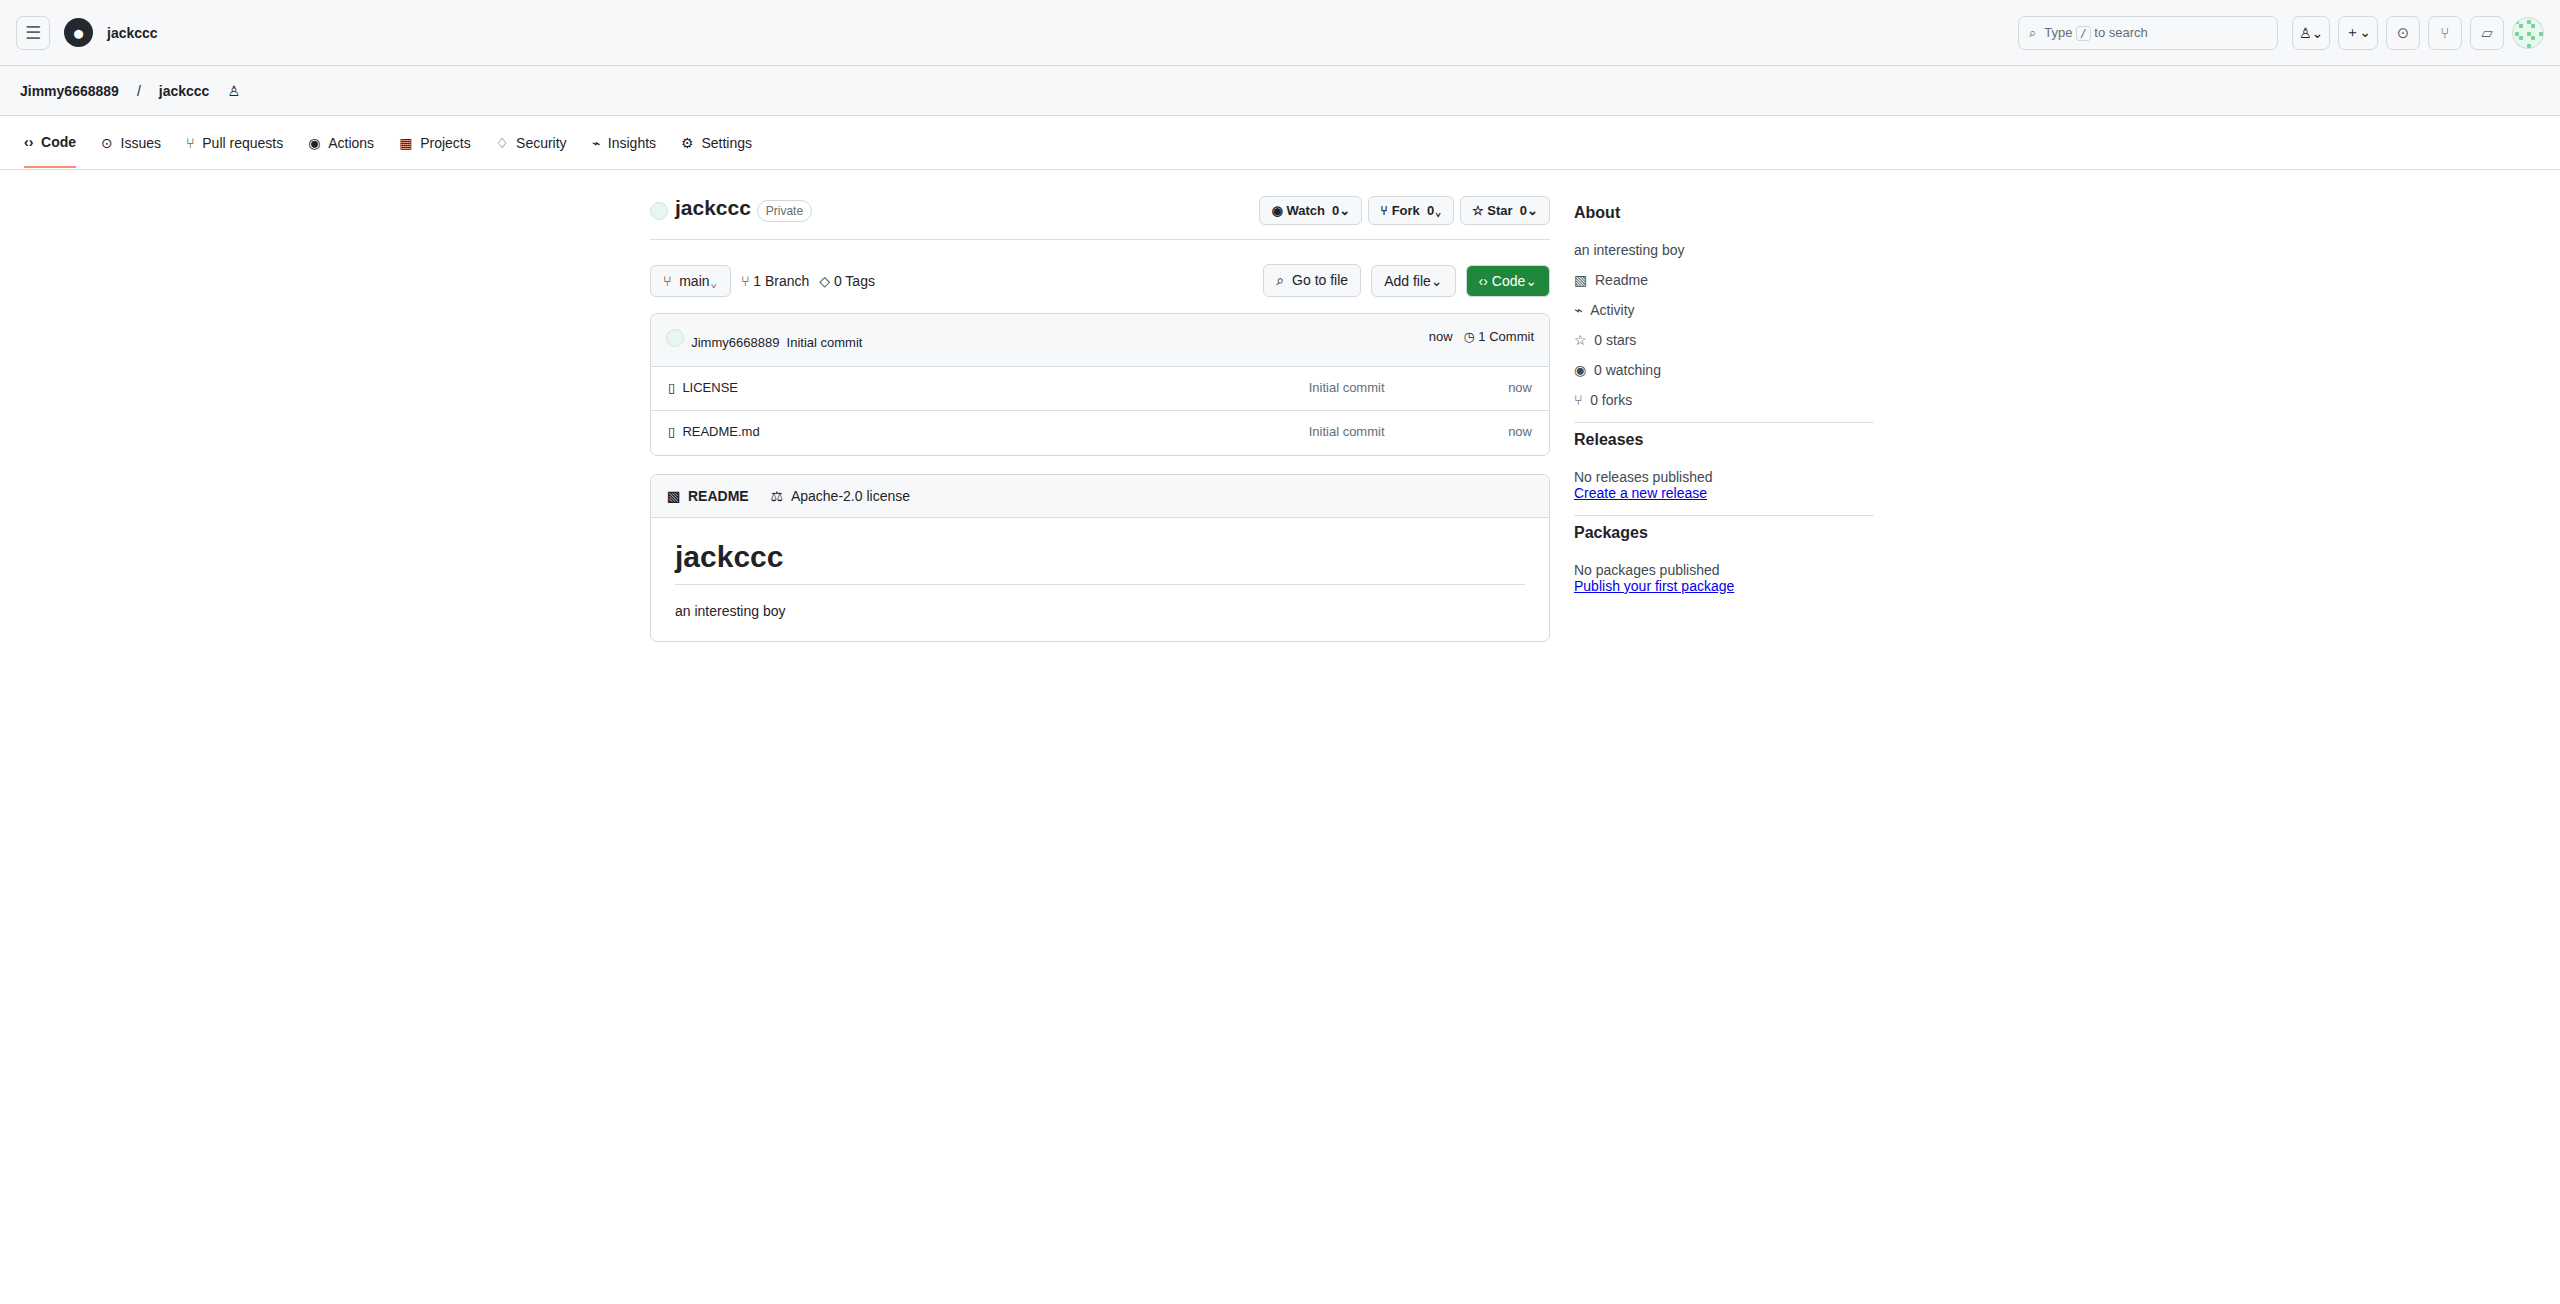 jackccc
Type / to search
Jimmy6668889 / jackccc
Code Issues Pull requests Actions Projects Security Insights Settings
jackccc Private
Watch 0 Fork 0 Star 0
main 1 Branch 0 Tags Go to file Add file Code
Jimmy6668889 Initial commit now 1 Commit
LICENSE Initial commit now
README.md Initial commit now
README Apache-2.0 license
jackccc
an interesting boy
About
an interesting boy
Readme
Activity
0 stars
0 watching
0 forks
Releases
No releases published
Create a new release
Packages
No packages published
Publish your first package